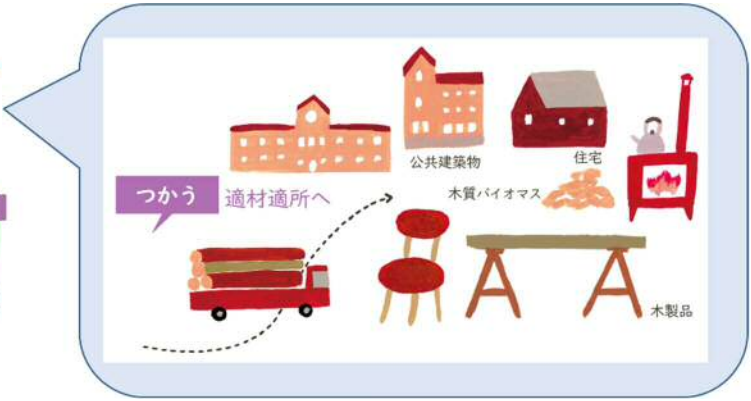 公共建築物
住宅
つかう 適材適所へ
木質バイオマス
木製品